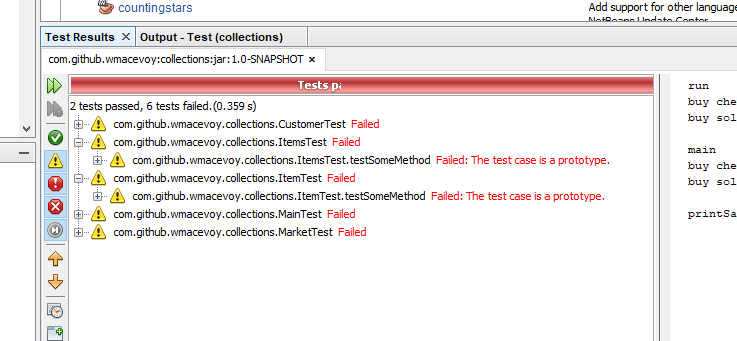 countingstars
Add support for other language
NetBeans Update Center
Test Results
Output - Test (collections)
com.github.wmacevoy:collections:jar:1.0-SNAPSHOT
Tests pa
2 tests passed, 6 tests failed.(0.359 s)
com.github.wmacevoy.collections.CustomerTest Failed
com.github.wmacevoy.collections.ItemsTest Failed
com.github.wmacevoy.collections.ItemsTest.testSomeMethod Failed: The test case is a prototype.
com.github.wmacevoy.collections.ItemTest Failed
com.github.wmacevoy.collections.ItemTest.testSomeMethod Failed: The test case is a prototype.
com.github.wmacevoy.collections.MainTest Failed
com.github.wmacevoy.collections.MarketTest Failed
run
buy che
buy sol
main
buy che
buy sol
printSa